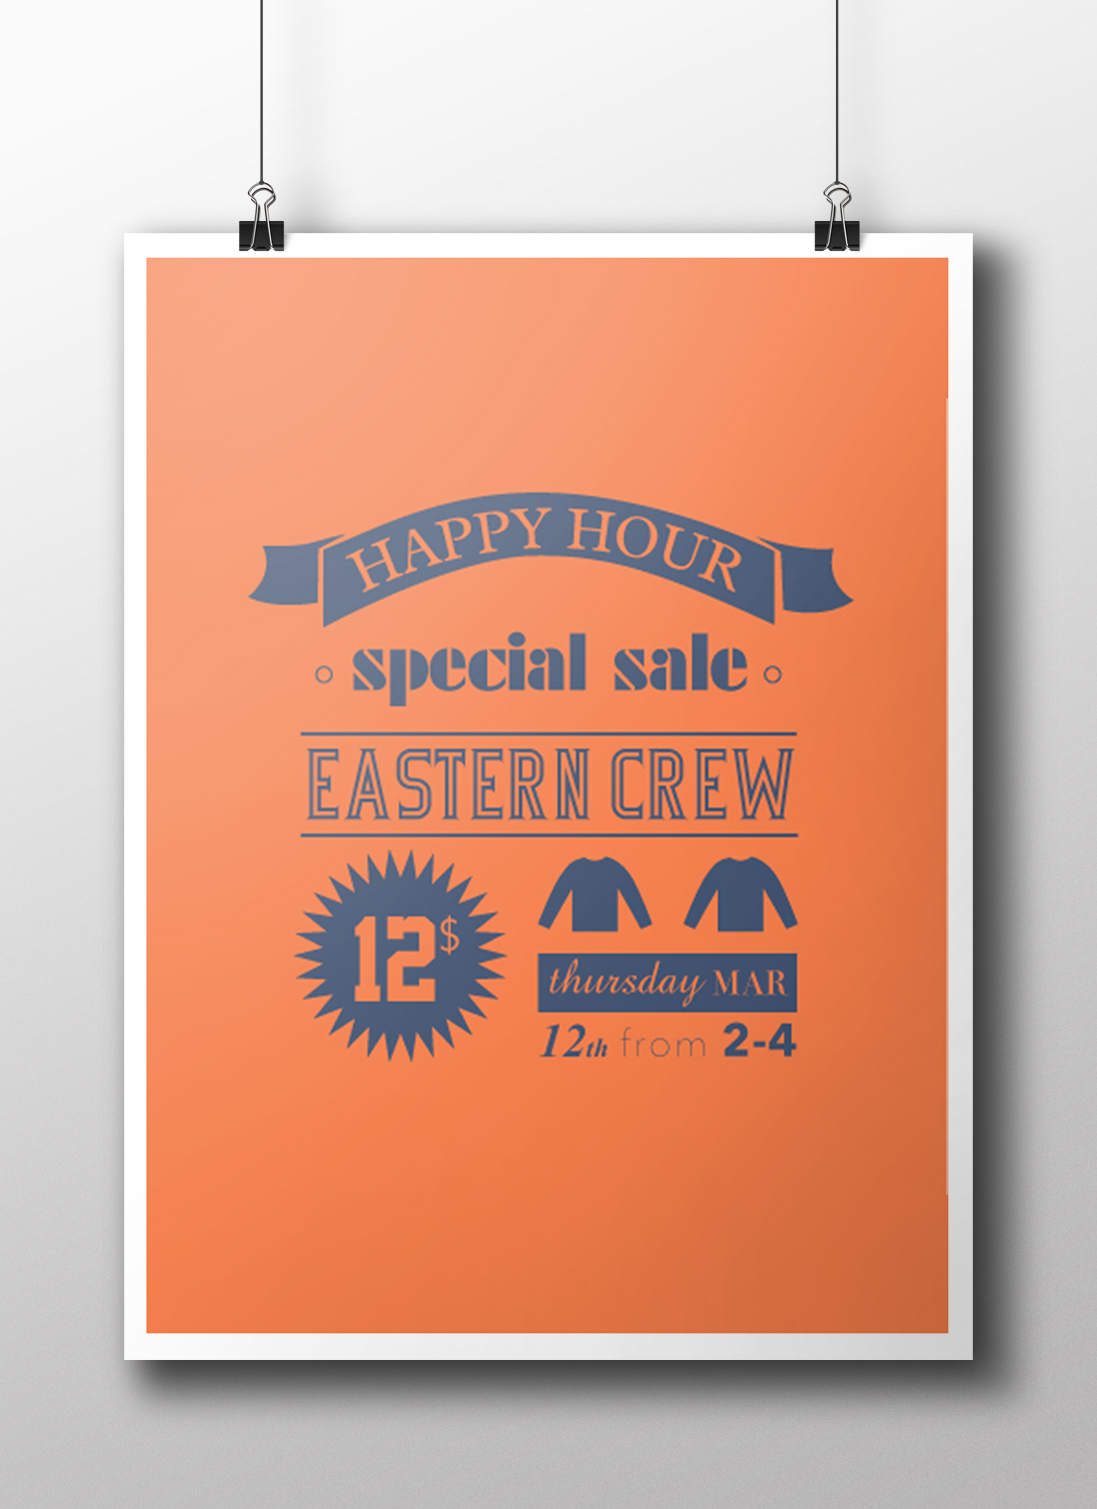 HAPPY HOUR
special sale
EASTERN CREW
12$
thursday MAR
12th from 2-4